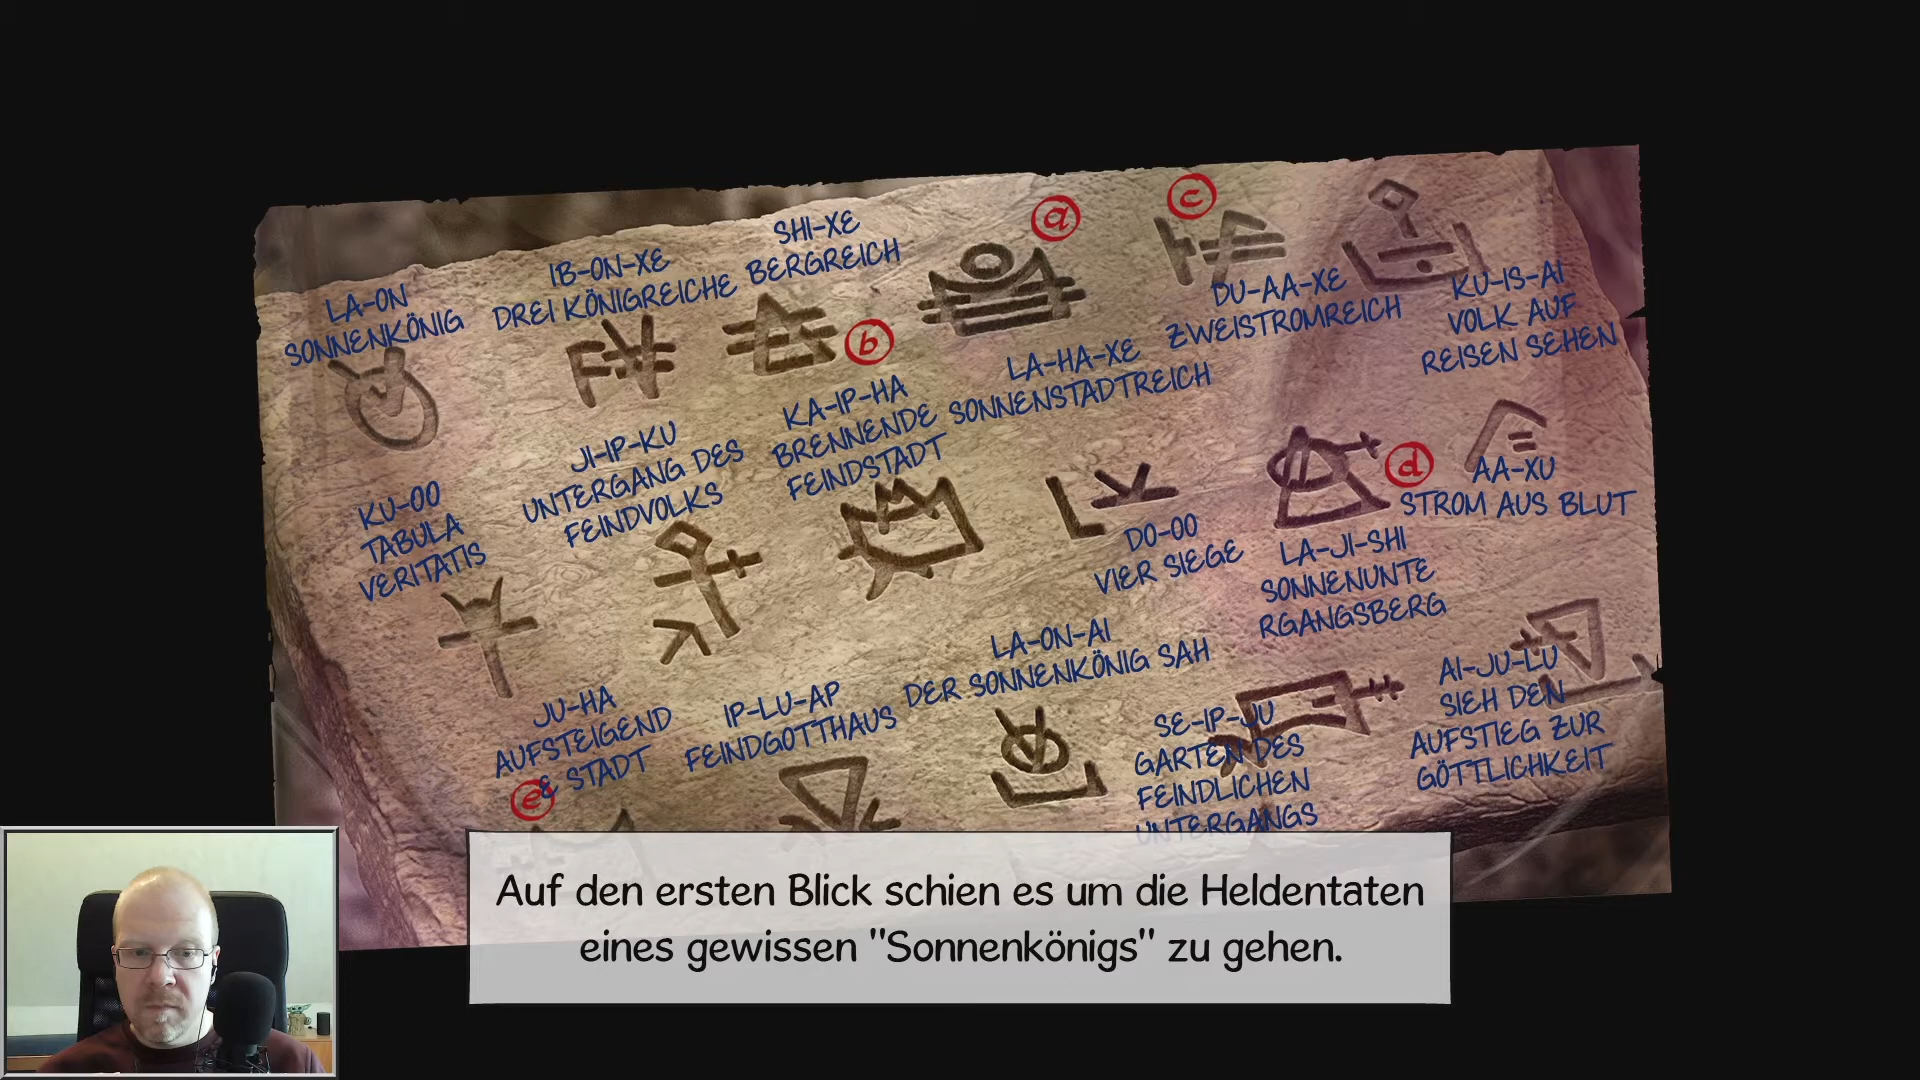 LA-ON
SONNENKÖNIG
IB-ON-XE
DREI KÖNIGREICHE
SHI-XE
BERGREICH
a
c
b
LA-HA-XE
SONNENSTADTREICH
DU-AA-XE
ZWEISTROMREICH
KU-IS-AI
VOLK AUF
REISEN SEHEN
KU-OO
TABULA
VERITATIS
JI-IP-KU
UNTERGANG DES
FEINDVOLKS
KA-IP-HA
BRENNENDE
FEINDSTADT
DO-OO
VIER SIEGE
d
LA-JI-SHI
SONNENUNTE
RGANGSBERG
AA-XU
STROM AUS BLUT
JU-HA
AUFSTEIGEND
E STADT
e
IP-LU-AP
FEINDGOTTHAUS
LA-ON-AI
DER SONNENKÖNIG SAH
SE-IP-JU
GARTEN DES
FEINDLICHEN
UNTERGANGS
AI-JU-LU
SIEH DEN
AUFSTIEG ZUR
GÖTTLICHKEIT
Auf den ersten Blick schien es um die Heldentaten
eines gewissen "Sonnenkönigs" zu gehen.